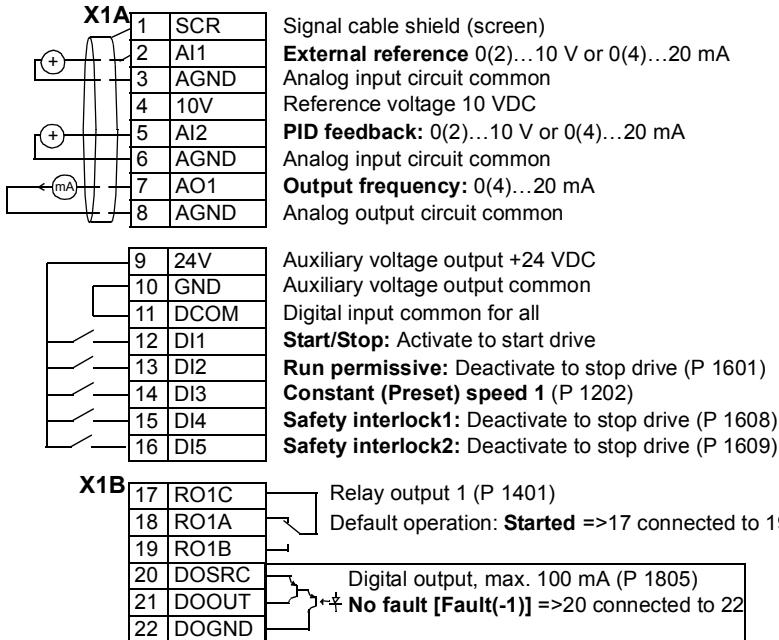 X1A
1 SCR Signal cable shield (screen)
2 AI1 External reference 0(2)…10 V or 0(4)…20 mA
3 AGND Analog input circuit common
4 10V Reference voltage 10 VDC
5 AI2 PID feedback: 0(2)…10 V or 0(4)…20 mA
6 AGND Analog input circuit common
mA 7 AO1 Output frequency: 0(4)…20 mA
8 AGND Analog output circuit common
9 24V Auxiliary voltage output +24 VDC
10 GND Auxiliary voltage output common
11 DCOM Digital input common for all
12 DI1 Start/Stop: Activate to start drive
13 DI2 Run permissive: Deactivate to stop drive (P 1601)
14 DI3 Constant (Preset) speed 1 (P 1202)
15 DI4 Safety interlock1: Deactivate to stop drive (P 1608)
16 DI5 Safety interlock2: Deactivate to stop drive (P 1609)
X1B
17 RO1C Relay output 1 (P 1401)
18 RO1A Default operation: Started =>17 connected to
19 RO1B
20 DOSRC Digital output, max. 100 mA (P 1805)
21 DOOUT No fault [Fault(-1)] =>20 connected to 22
22 DOGND